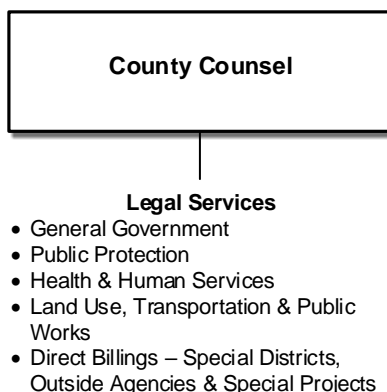 County Counsel
Legal Services
• General Government
• Public Protection
• Health & Human Services
• Land Use, Transportation & Public
Works
• Direct Billings – Special Districts,
Outside Agencies & Special Projects